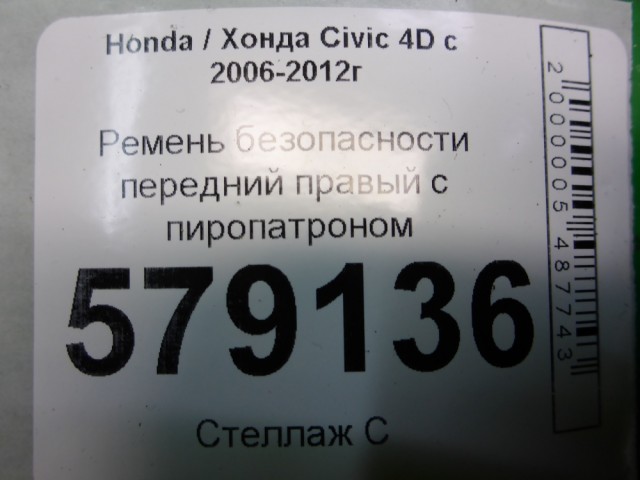 Honda / Хонда Civic 4D с
2006-2012г
Ремень безопасности
передний правый с
пиропатроном
579136
Стеллаж С
2000005487743